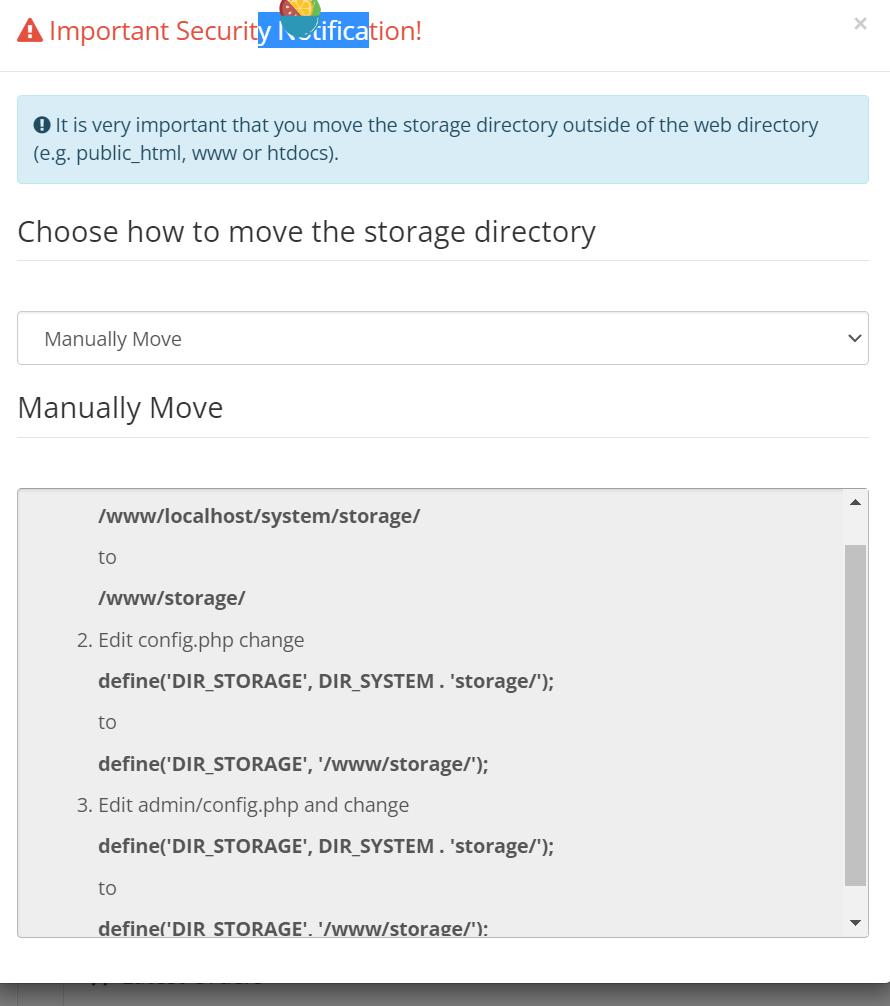 Important Security Notification!
×
It is very important that you move the storage directory outside of the web directory
(e.g. public_html, www or htdocs).
Choose how to move the storage directory
Manually Move
Manually Move
/www/localhost/system/storage/
to
/www/storage/
2. Edit config.php change
define('DIR_STORAGE', DIR_SYSTEM . 'storage/');
to
define('DIR_STORAGE', '/www/storage/');
3. Edit admin/config.php and change
define('DIR_STORAGE', DIR_SYSTEM . 'storage/');
to
define('DIR_STORAGE', '/www/storage/');